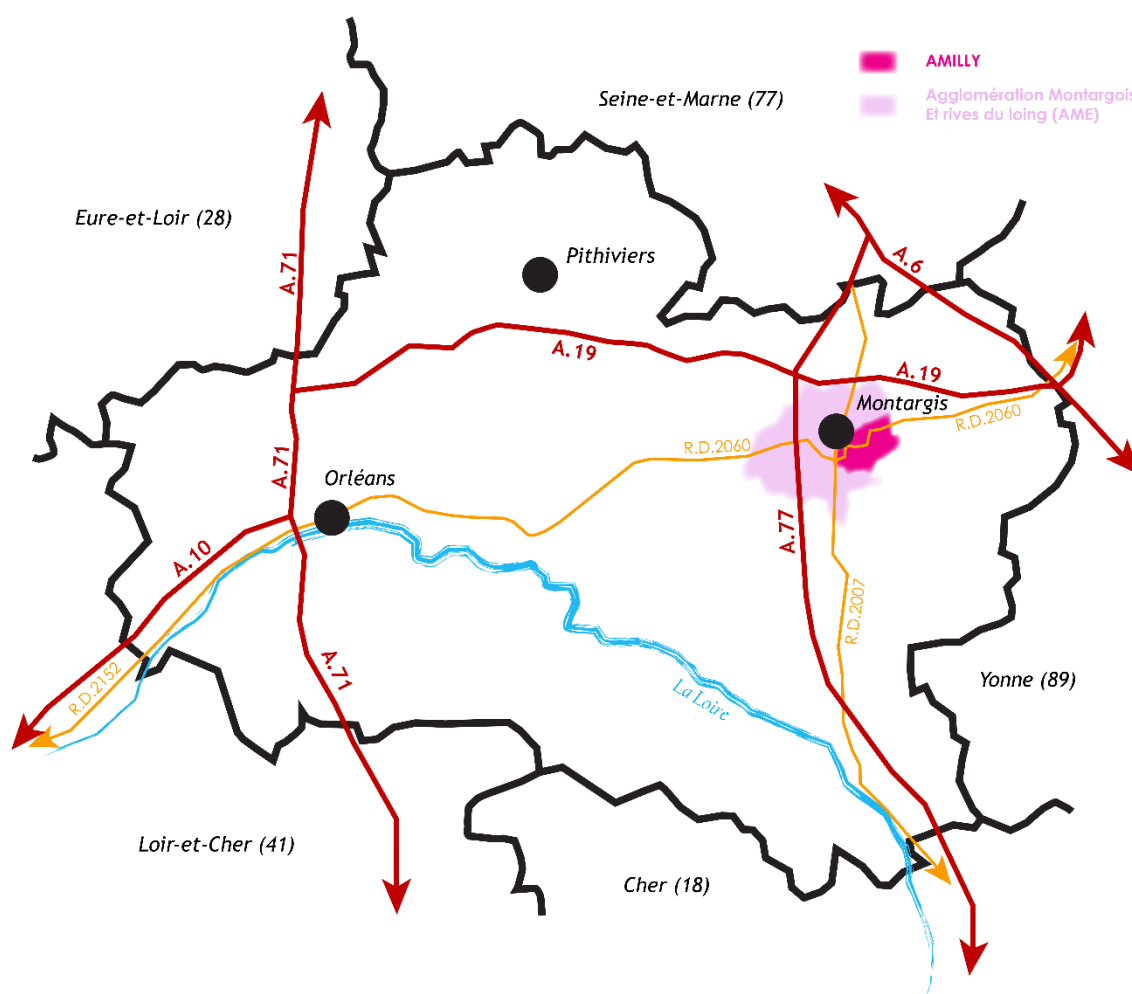 AMILLY
Agglomération Montargoise
Et rives du loing (AME)
Seine-et-Marne (77)
Eure-et-Loir (28)
Pithiviers
A.6
A.71
A.19
A.19
Montargis
R.D.2060
R.D.2060
Orléans
A.71
A.77
A.10
R.D.2007
A.71
R.D.2152
La Loire
Yonne (89)
Loir-et-Cher (41)
Cher (18)